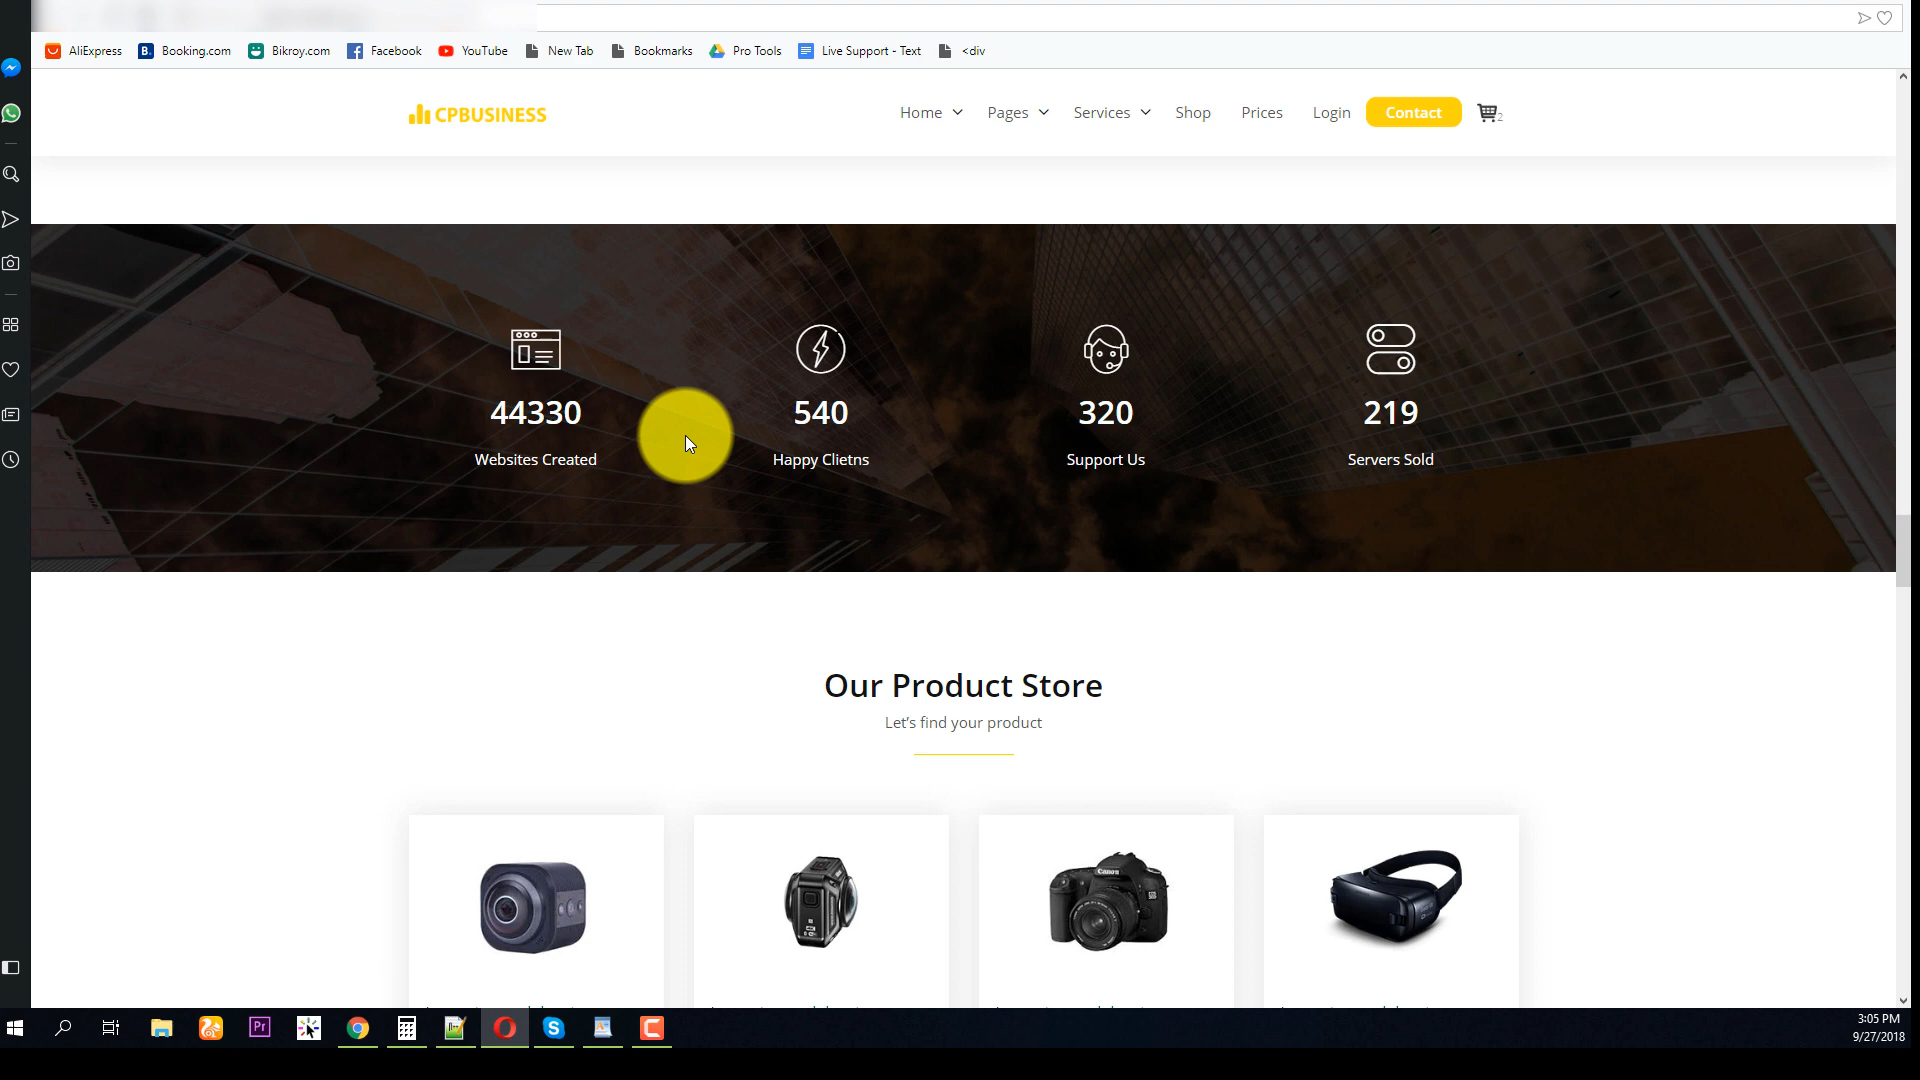 AliExpress Booking.com Bikroy.com Facebook YouTube New Tab Bookmarks Pro Tools Live Support - Text <div
CPBUSINESS Home Pages Services Shop Prices Login Contact 2
44330 540 320 219
Websites Created Happy Clietns Support Us Servers Sold
Our Product Store
Let's find your product
Canon
3:05 PM
9/27/2018